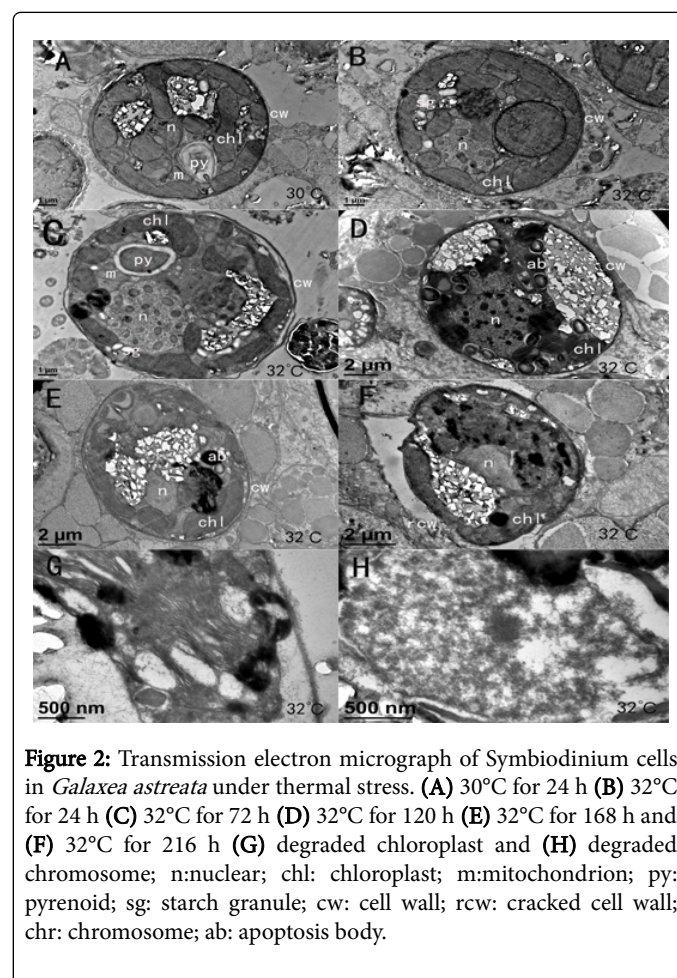 A
n
chl
cw
py
m
30°C
1 µm
B
sg
n
cw
chl
32°C
1 µm
C
chl
py
m
cw
n
sg
32°C
1 µm
D
ab
cw
n
chl
32°C
2 µm
E
ab
n
cw
chl
32°C
2 µm
F
n
rcw
chl
32°C
2 µm
G
32°C
500 nm
H
32°C
500 nm
Figure 2: Transmission electron micrograph of Symbiodinium cells
in Galaxea astreata under thermal stress. (A) 30°C for 24 h (B) 32°C
for 24 h (C) 32°C for 72 h (D) 32°C for 120 h (E) 32°C for 168 h and
(F) 32°C for 216 h (G) degraded chloroplast and (H) degraded
chromosome; n:nuclear; chl: chloroplast; m:mitochondrion; py:
pyrenoid; sg: starch granule; cw: cell wall; rcw: cracked cell wall;
chr: chromosome; ab: apoptosis body.